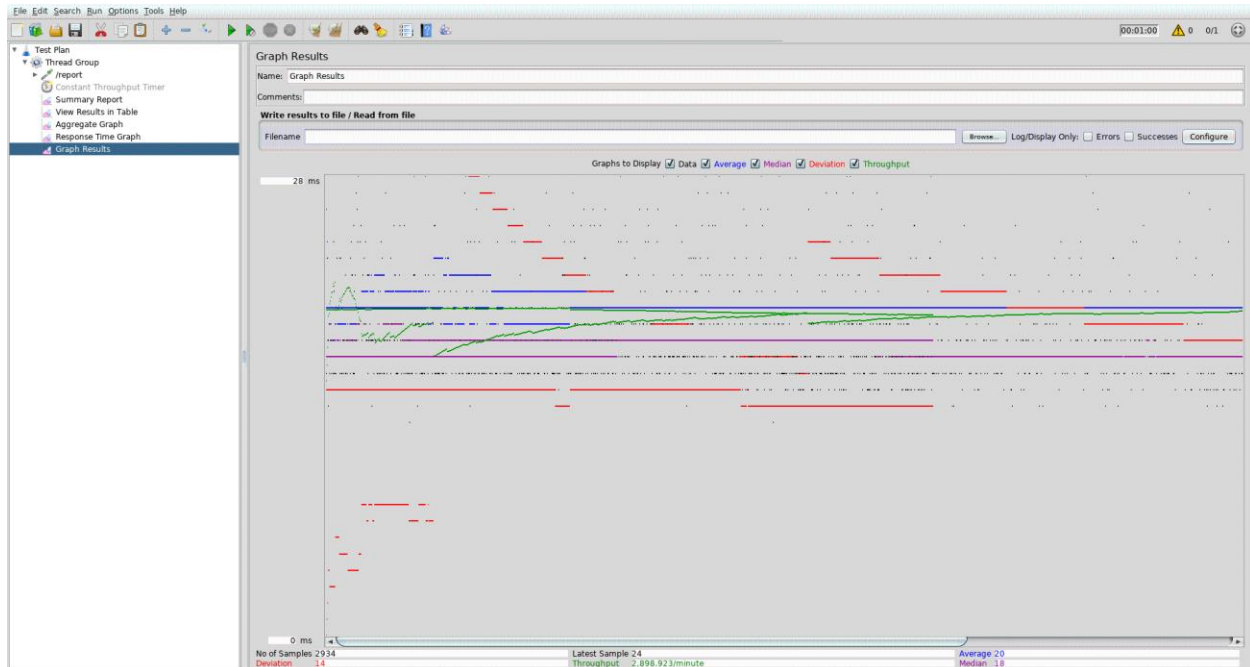 File Edit Search Run Options Tools Help
00:01:00 0 0/1
Test Plan
Thread Group
/report
Constant Throughput Timer
Summary Report
View Results in Table
Aggregate Graph
Response Time Graph
Graph Results
Graph Results
Name: Graph Results
Comments:
Write results to file / Read from file
Filename Browse... Log/Display Only: Errors Successes Configure
Graphs to Display Data Average Median Deviation Throughput
28 ms
0 ms
No of Samples 2934 Latest Sample 24 Average 20
Deviation 14 Throughput 2,898.923/minute Median 18